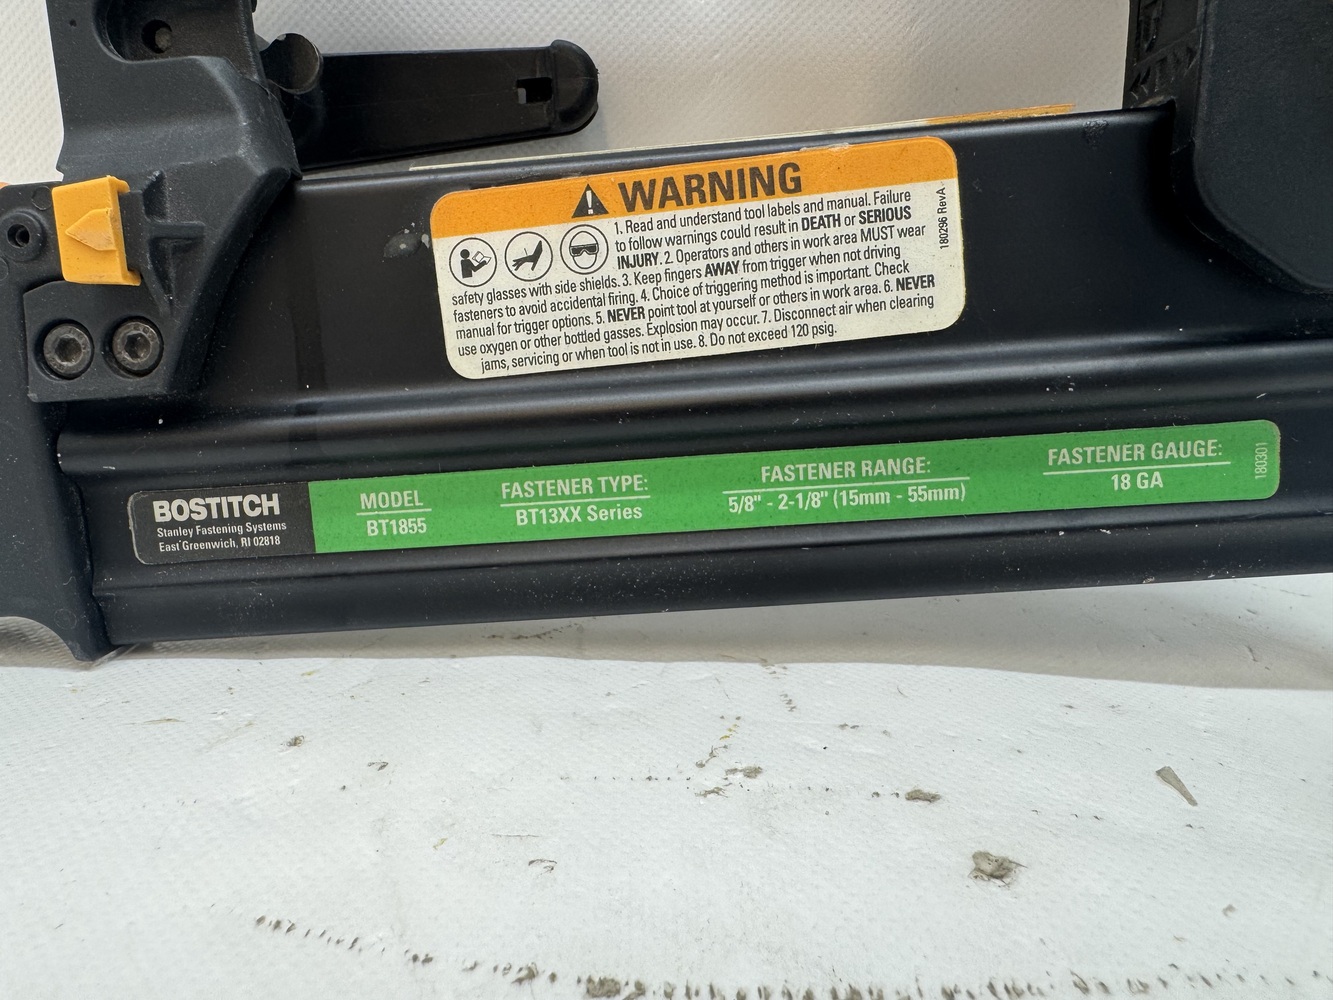 WARNING
1. Read and understand tool labels and manual. Failure
to follow warnings could result in DEATH or SERIOUS
INJURY. 2. Operators and others in work area MUST wear
safety glasses with side shields. 3. Keep fingers AWAY from trigger when not driving
fasteners to avoid accidental firing. 4. Choice of triggering method is important. Check
manual for trigger options. 5. NEVER point tool at yourself or others in work area. 6. NEVER
use oxygen or other bottled gasses. Explosion may occur. 7. Disconnect air when clearing
jams, servicing or when tool is not in use. 8. Do not exceed 120 psig.
180296 RevA
BOSTITCH
Stanley Fastening Systems
East Greenwich, RI 02818
MODEL
BT1855
FASTENER TYPE:
BT13XX Series
FASTENER RANGE:
5/8" - 2-1/8" (15mm - 55mm)
FASTENER GAUGE:
18 GA
180301